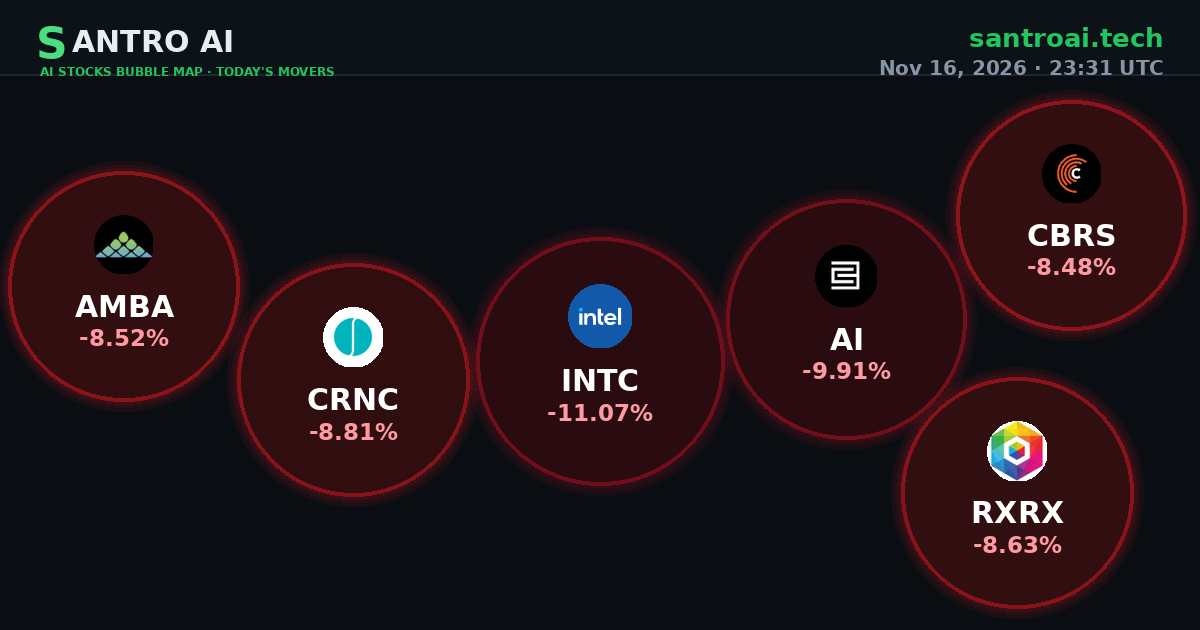 SANTRO AI
AI STOCKS BUBBLE MAP · TODAY'S MOVERS
santroai.tech
Nov 16, 2026 · 23:31 UTC
AMBA
-8.52%
CRNC
-8.81%
intel
INTC
-11.07%
AI
-9.91%
C
CBRS
-8.48%
RXRX
-8.63%